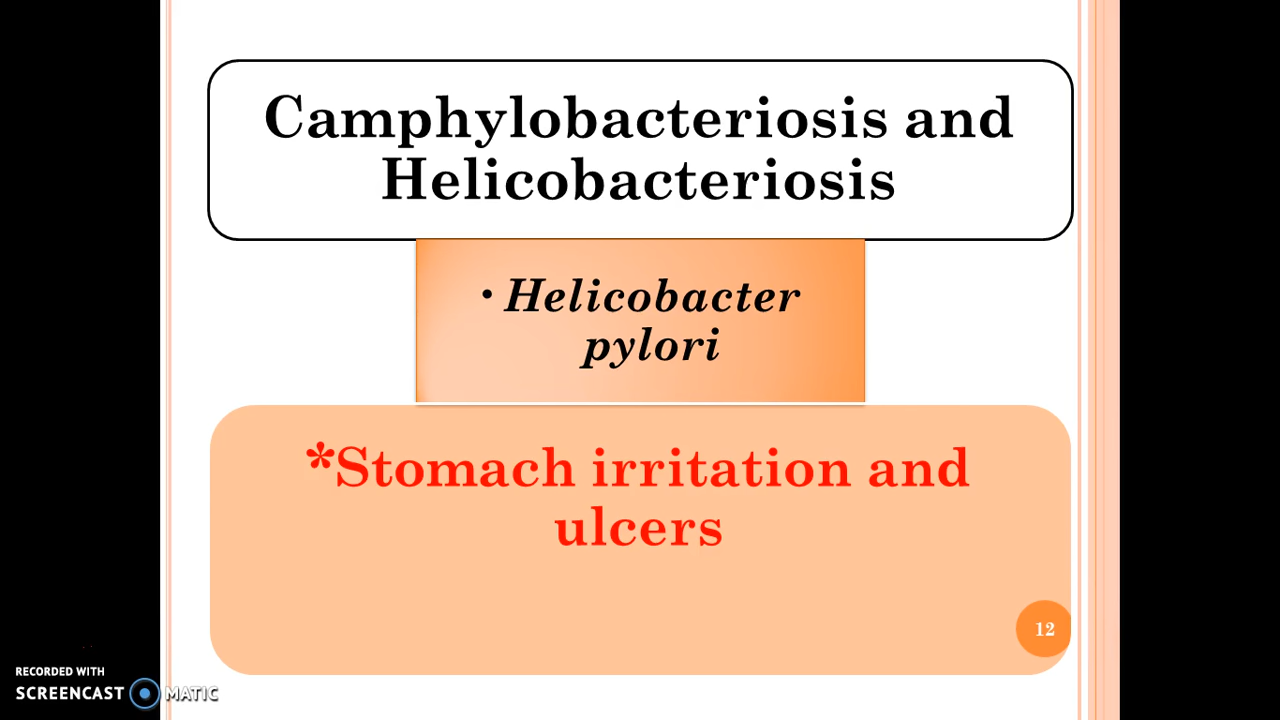 Camphylobacteriosis and
Helicobacteriosis
• Helicobacter
pylori
*Stomach irritation and
ulcers
12
RECORDED WITH
SCREENCAST MATIC